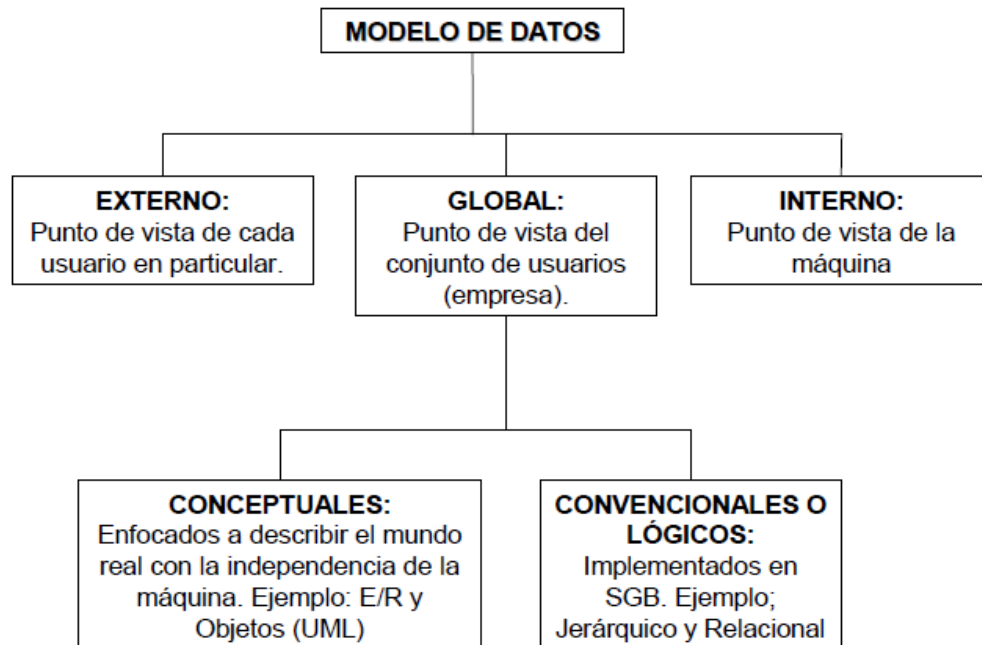 MODELO DE DATOS
EXTERNO:
Punto de vista de cada
usuario en particular.
GLOBAL:
Punto de vista del
conjunto de usuarios
(empresa).
INTERNO:
Punto de vista de la
máquina
CONCEPTUALES:
Enfocados a describir el mundo
real con la independencia de la
máquina. Ejemplo: E/R y
Objetos (UML)
CONVENCIONALES O
LÓGICOS:
Implementados en
SGB. Ejemplo;
Jerárquico y Relacional